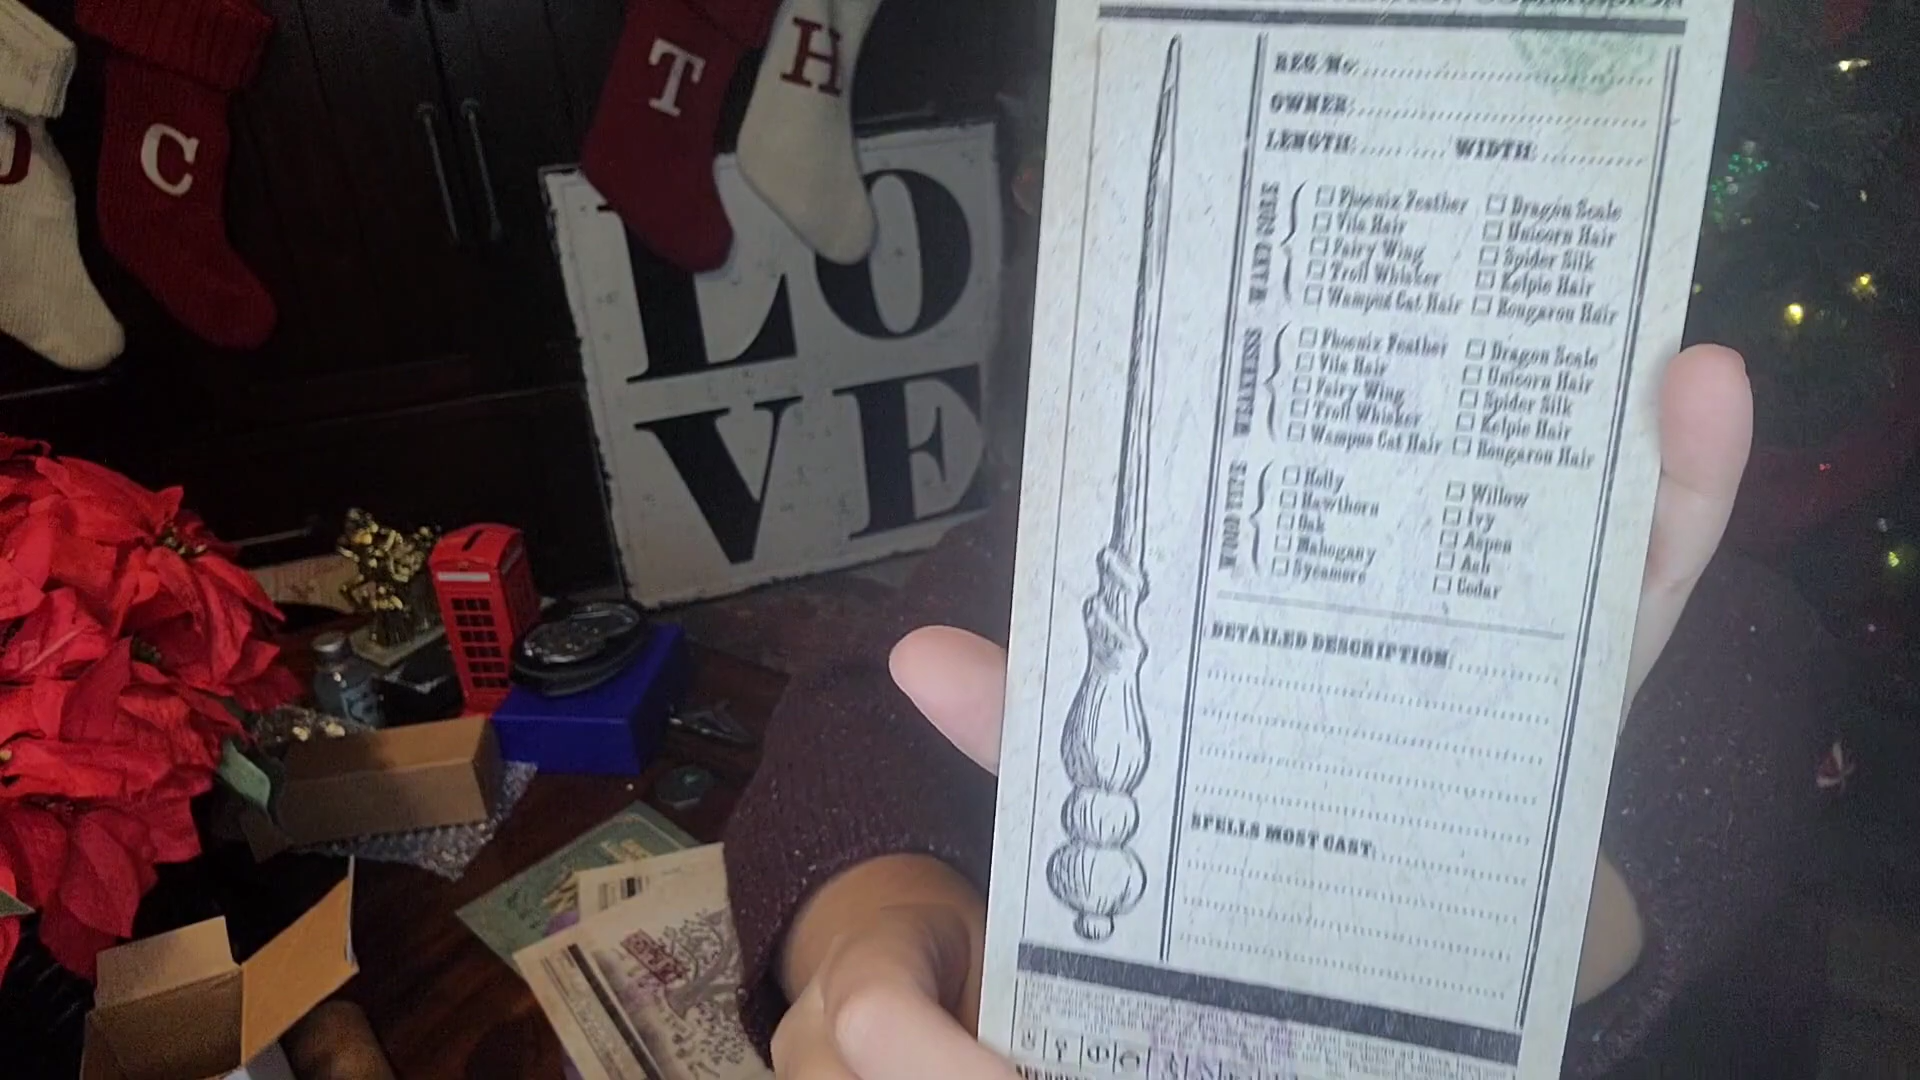 J
C
T
H
LO
VE
REG No:
OWNER:
LENGTH: WIDTH:
WAND CORE
Phoenix Feather Dragon Scale
Vila Hair Unicorn Hair
Fairy Wing Spider Silk
Troll Whisker Kelpie Hair
Wampus Cat Hair Rougarou Hair
WEAKNESS
Phoenix Feather Dragon Scale
Vila Hair Unicorn Hair
Fairy Wing Spider Silk
Troll Whisker Kelpie Hair
Wampus Cat Hair Rougarou Hair
WOOD TYPE
Holly Willow
Hawthorn Ivy
Oak Aspen
Mahogany Ash
Sycamore Cedar
DETAILED DESCRIPTION:
SPELLS MOST CAST: